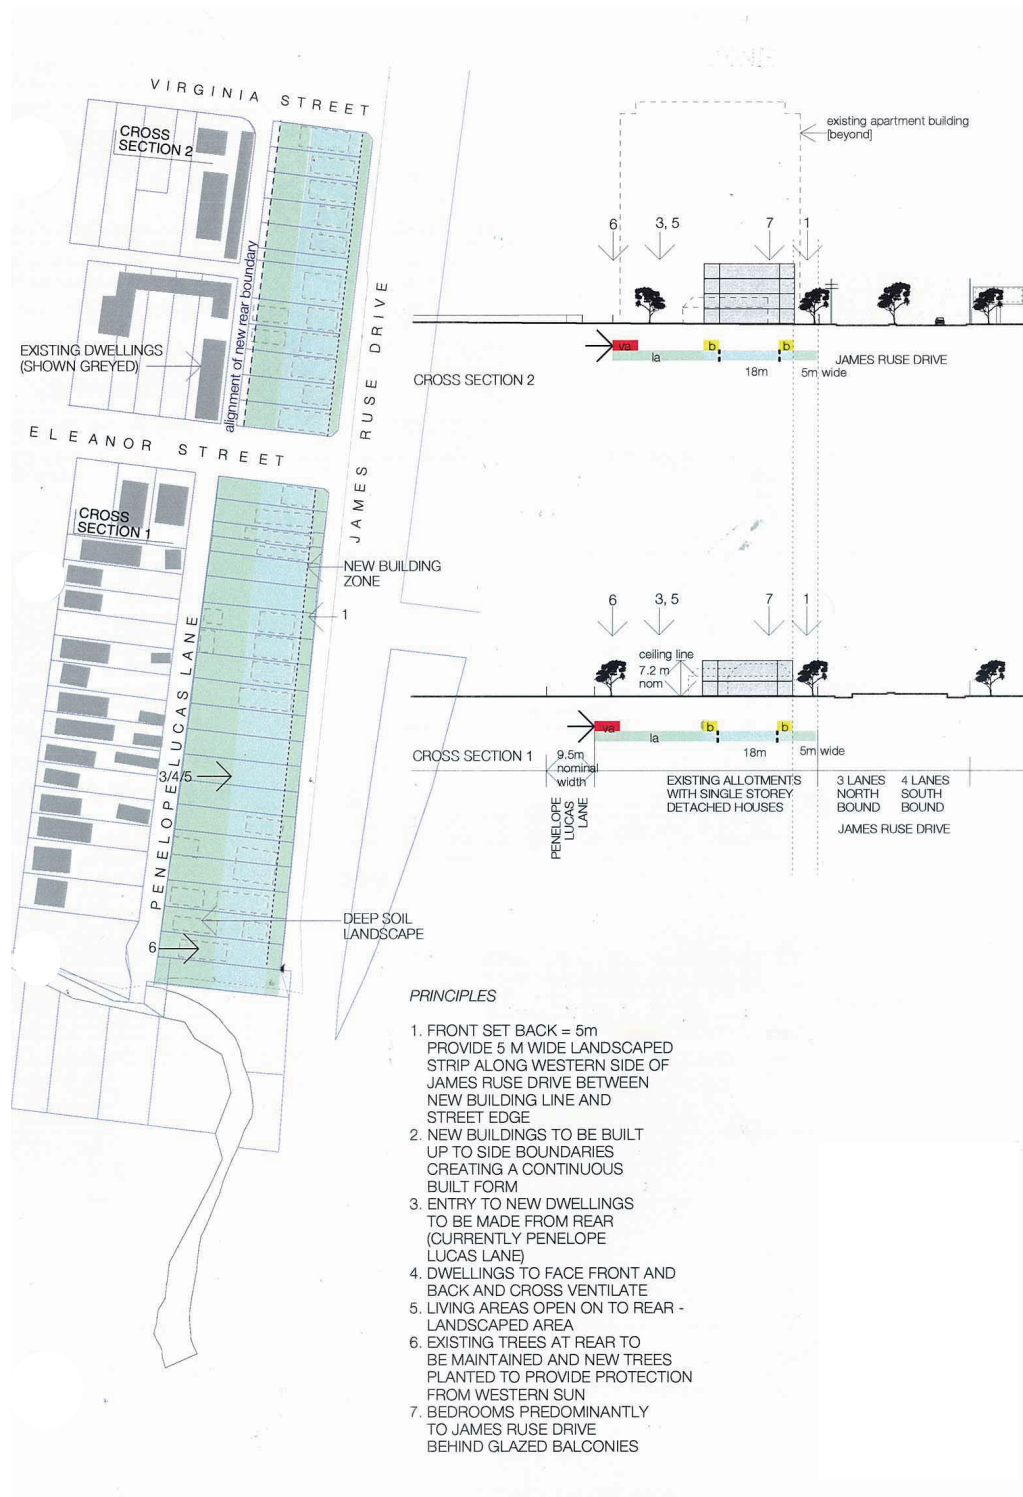 VIRGINIA STREET
CROSS
SECTION 2
alignment of new rear boundary
JAMES RUSE DRIVE
EXISTING DWELLINGS
(SHOWN GREYED)
ELEANOR STREET
CROSS
SECTION 1
NEW BUILDING
ZONE
1
PENELOPE LUCAS LANE
3/4/5
DEEP SOIL
LANDSCAPE
6
existing apartment building
[beyond]
6
3, 5
7
1
va
b
b
la
18m
5m wide
JAMES RUSE DRIVE
CROSS SECTION 2
6
3, 5
7
1
ceiling line
7.2 m
nom
va
b
b
la
18m
5m wide
CROSS SECTION 1
9.5m
nominal
width
PENELOPE
LUCAS
LANE
EXISTING ALLOTMENTS
WITH SINGLE STOREY
DETACHED HOUSES
3 LANES
NORTH
BOUND
4 LANES
SOUTH
BOUND
JAMES RUSE DRIVE
PRINCIPLES
1. FRONT SET BACK = 5m
PROVIDE 5 M WIDE LANDSCAPED
STRIP ALONG WESTERN SIDE OF
JAMES RUSE DRIVE BETWEEN
NEW BUILDING LINE AND
STREET EDGE
2. NEW BUILDINGS TO BE BUILT
UP TO SIDE BOUNDARIES
CREATING A CONTINUOUS
BUILT FORM
3. ENTRY TO NEW DWELLINGS
TO BE MADE FROM REAR
(CURRENTLY PENELOPE
LUCAS LANE)
4. DWELLINGS TO FACE FRONT AND
BACK AND CROSS VENTILATE
5. LIVING AREAS OPEN ON TO REAR -
LANDSCAPED AREA
6. EXISTING TREES AT REAR TO
BE MAINTAINED AND NEW TREES
PLANTED TO PROVIDE PROTECTION
FROM WESTERN SUN
7. BEDROOMS PREDOMINANTLY
TO JAMES RUSE DRIVE
BEHIND GLAZED BALCONIES